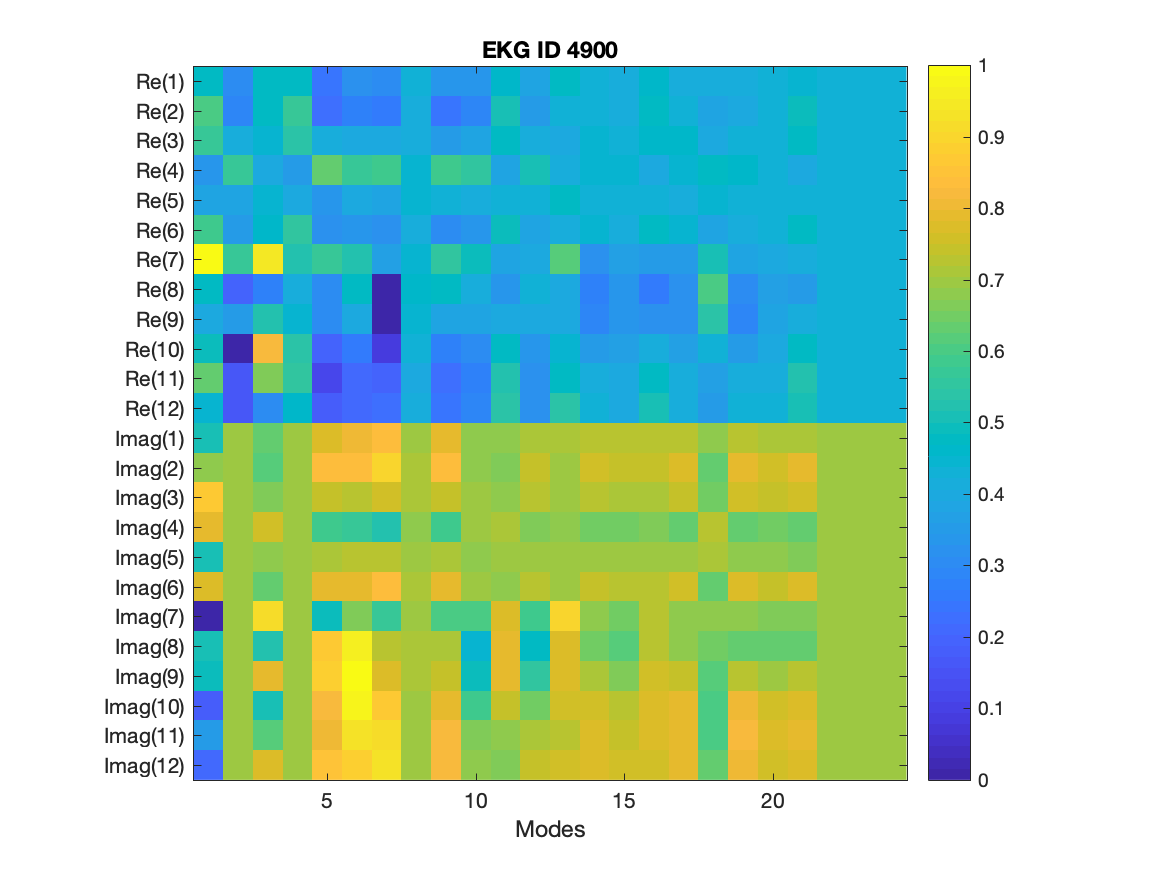 EKG ID 4900
Re(1)
Re(2)
Re(3)
Re(4)
Re(5)
Re(6)
Re(7)
Re(8)
Re(9)
Re(10)
Re(11)
Re(12)
Imag(1)
Imag(2)
Imag(3)
Imag(4)
Imag(5)
Imag(6)
Imag(7)
Imag(8)
Imag(9)
Imag(10)
Imag(11)
Imag(12)
5 10 15 20
Modes
1
0.9
0.8
0.7
0.6
0.5
0.4
0.3
0.2
0.1
0